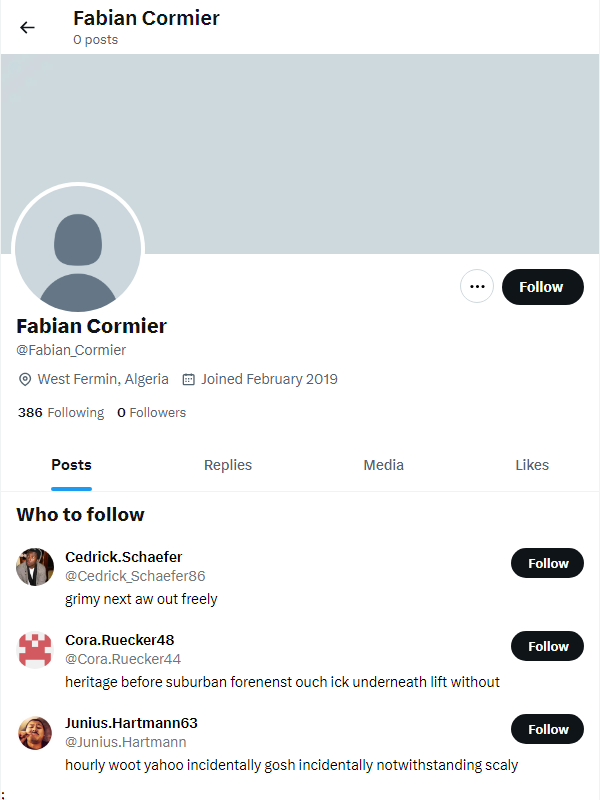 Fabian Cormier
0 posts
Follow
Fabian Cormier
@Fabian_Cormier
West Fermin, Algeria Joined February 2019
386 Following 0 Followers
Posts Replies Media Likes
Who to follow
Cedrick.Schaefer
@Cedrick_Schaefer86
Follow
grimy next aw out freely
Cora.Ruecker48
@Cora.Ruecker44
Follow
heritage before suburban forenenst ouch ick underneath lift without
Junius.Hartmann63
@Junius.Hartmann
Follow
hourly woot yahoo incidentally gosh incidentally notwithstanding scaly
;